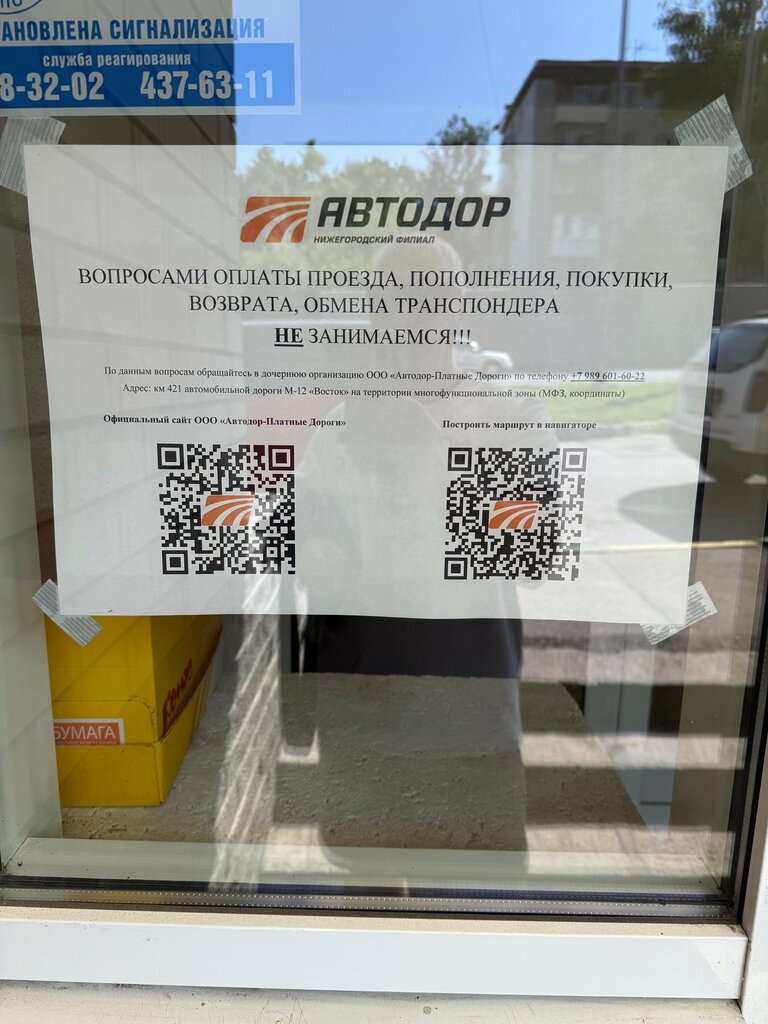 ТАНОВЛЕНА СИГНАЛИЗАЦИЯ
служба реагирования
8-32-02 437-63-11
АВТОДОР
НИЖЕГОРОДСКИЙ ФИЛИАЛ
ВОПРОСАМИ ОПЛАТЫ ПРОЕЗДА, ПОПОЛНЕНИЯ, ПОКУПКИ,
ВОЗВРАТА, ОБМЕНА ТРАНСПОНДЕРА
НЕ ЗАНИМАЕМСЯ!!!
По данным вопросам обращайтесь в дочернюю организацию ООО «Автодор-Платные Дороги» по телефону +7 989 601-60-22
Адрес: км 421 автомобильной дороги М-12 «Восток» на территории многофункциональной зоны (МФЗ, координаты)
Официальный сайт ООО «Автодор-Платные Дороги»
Построить маршрут в навигаторе
Комус
БУМАГА